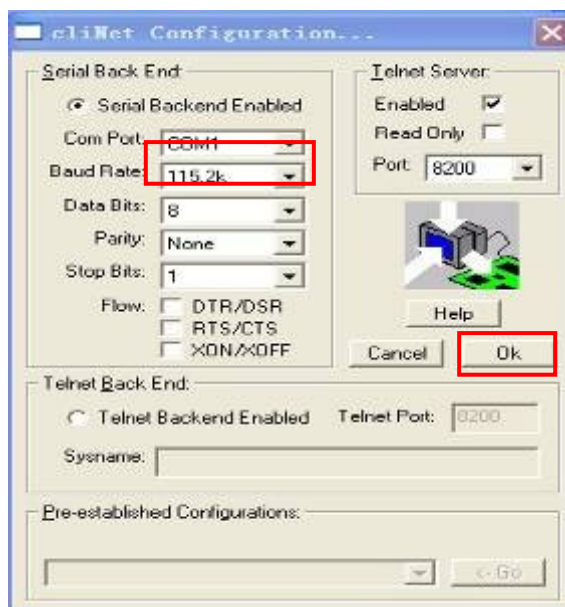 cliNet Configuration...
Serial Back End:
Serial Backend Enabled
Com Port: COM1
Baud Rate: 115.2k
Data Bits: 8
Parity: None
Stop Bits: 1
Flow: DTR/DSR
RTS/CTS
XON/XOFF
Telnet Server:
Enabled
Read Only
Port: 8200
Help
Cancel
Ok
Telnet Back End:
Telnet Backend Enabled
Telnet Port: 8200
Sysname:
Pre-established Configurations:
<- Go